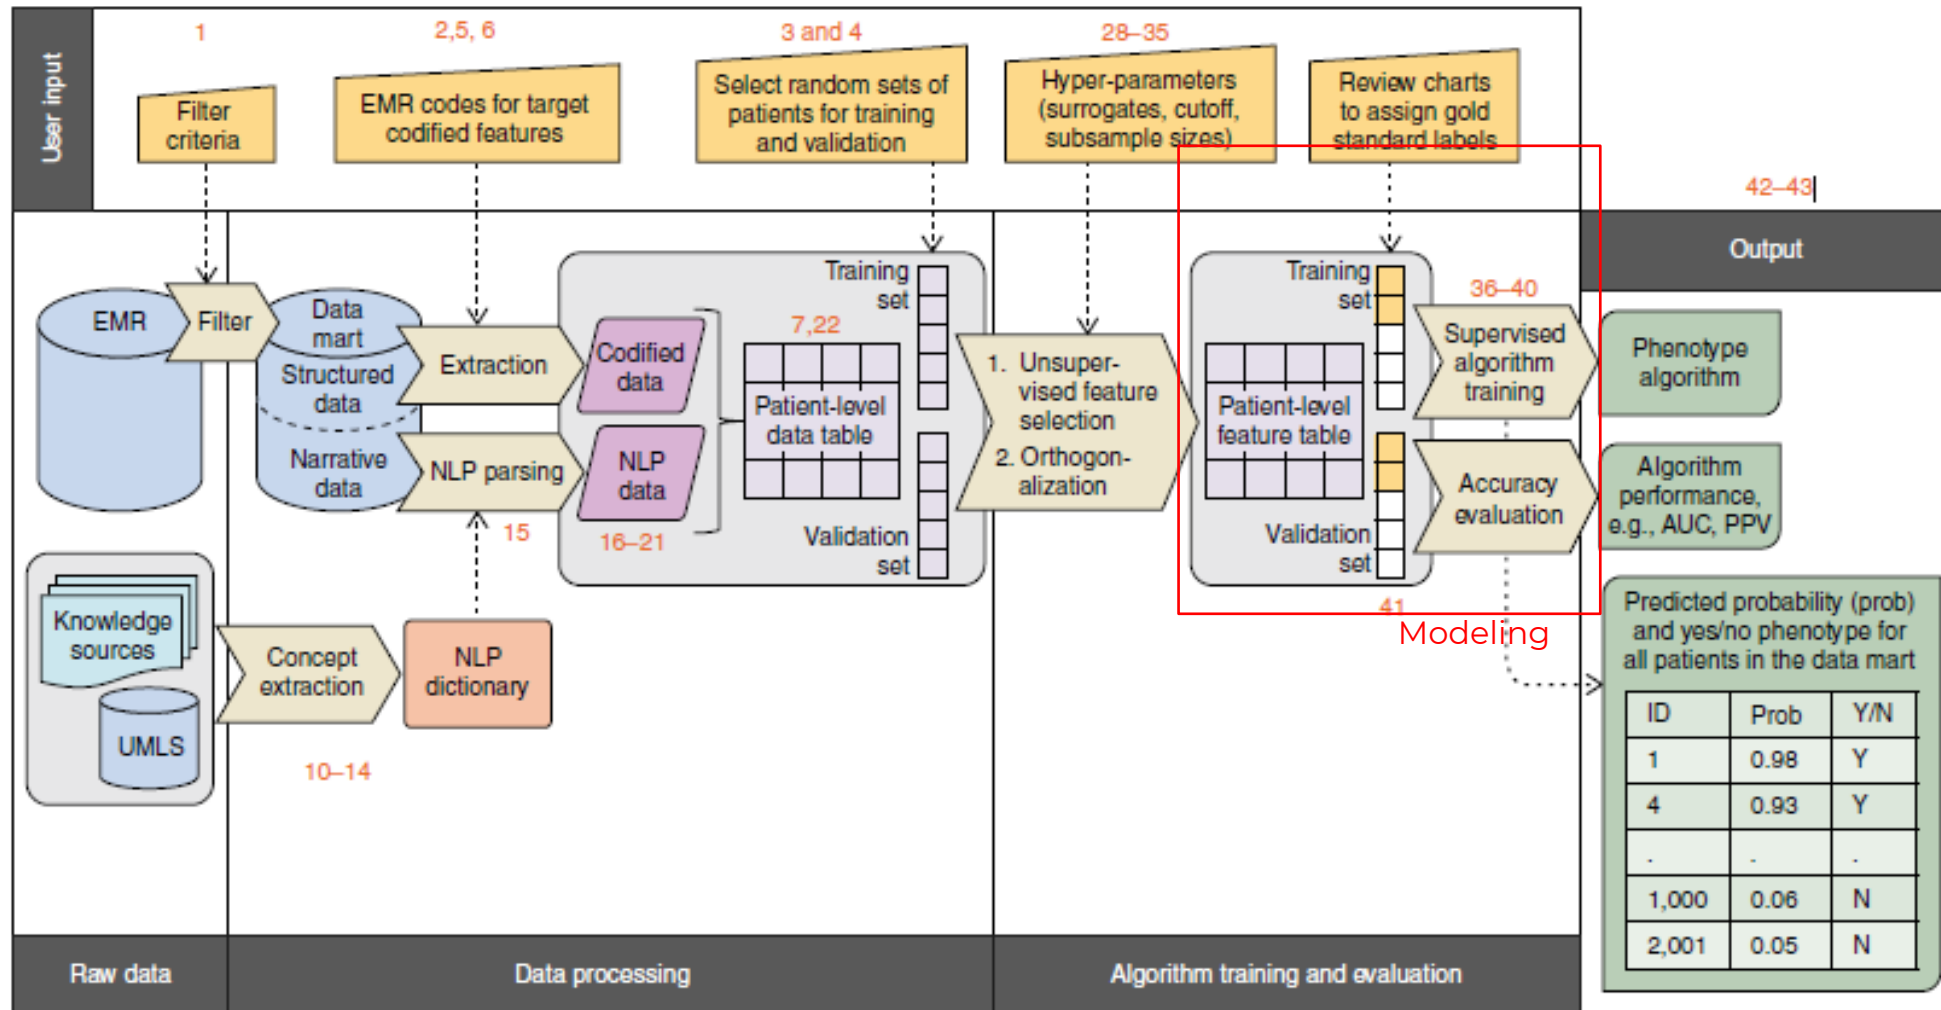 User input
1
Filter
criteria
2,5, 6
EMR codes for target
codified features
3 and 4
Select random sets of
patients for training
and validation
28–35
Hyper-parameters
(surrogates, cutoff,
subsample sizes)
Review charts
to assign gold
standard labels
42–43
Output
EMR
Filter
Data
mart
Structured
data
Narrative
data
Extraction
NLP parsing
15
Codified
data
NLP
data
16–21
7,22
Patient-level
data table
Training
set
Validation
set
1. Unsuper-
vised feature
selection
2. Orthogon-
alization
Training
set
Patient-level
feature table
Validation
set
41
36–40
Supervised
algorithm
training
Accuracy
evaluation
Modeling
Phenotype
algorithm
Algorithm
performance,
e.g., AUC, PPV
Knowledge
sources
UMLS
Concept
extraction
10–14
NLP
dictionary
Predicted probability (prob)
and yes/no phenotype for
all patients in the data mart
ID Prob Y/N
1 0.98 Y
4 0.93 Y
. . .
1,000 0.06 N
2,001 0.05 N
Raw data
Data processing
Algorithm training and evaluation